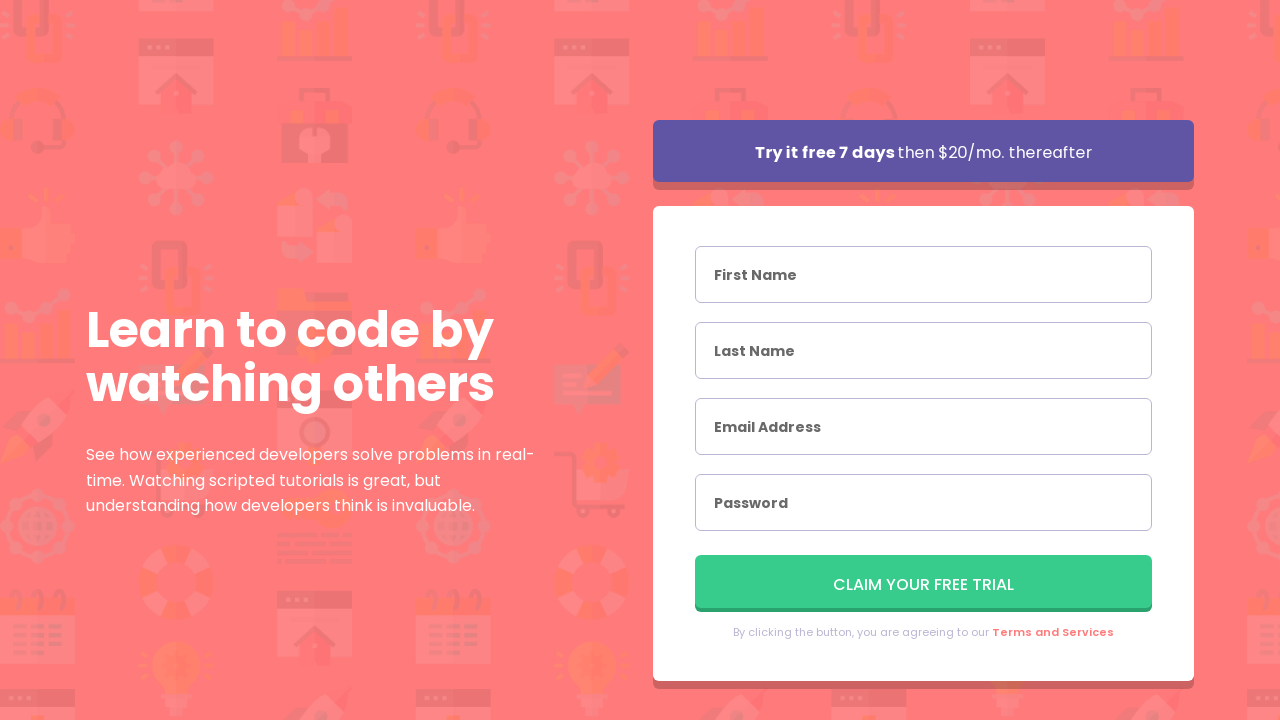 Learn to code by
watching others
See how experienced developers solve problems in real-
time. Watching scripted tutorials is great, but
understanding how developers think is invaluable.
Try it free 7 days then $20/mo. thereafter
First Name
Last Name
Email Address
Password
CLAIM YOUR FREE TRIAL
By clicking the button, you are agreeing to our Terms and Services